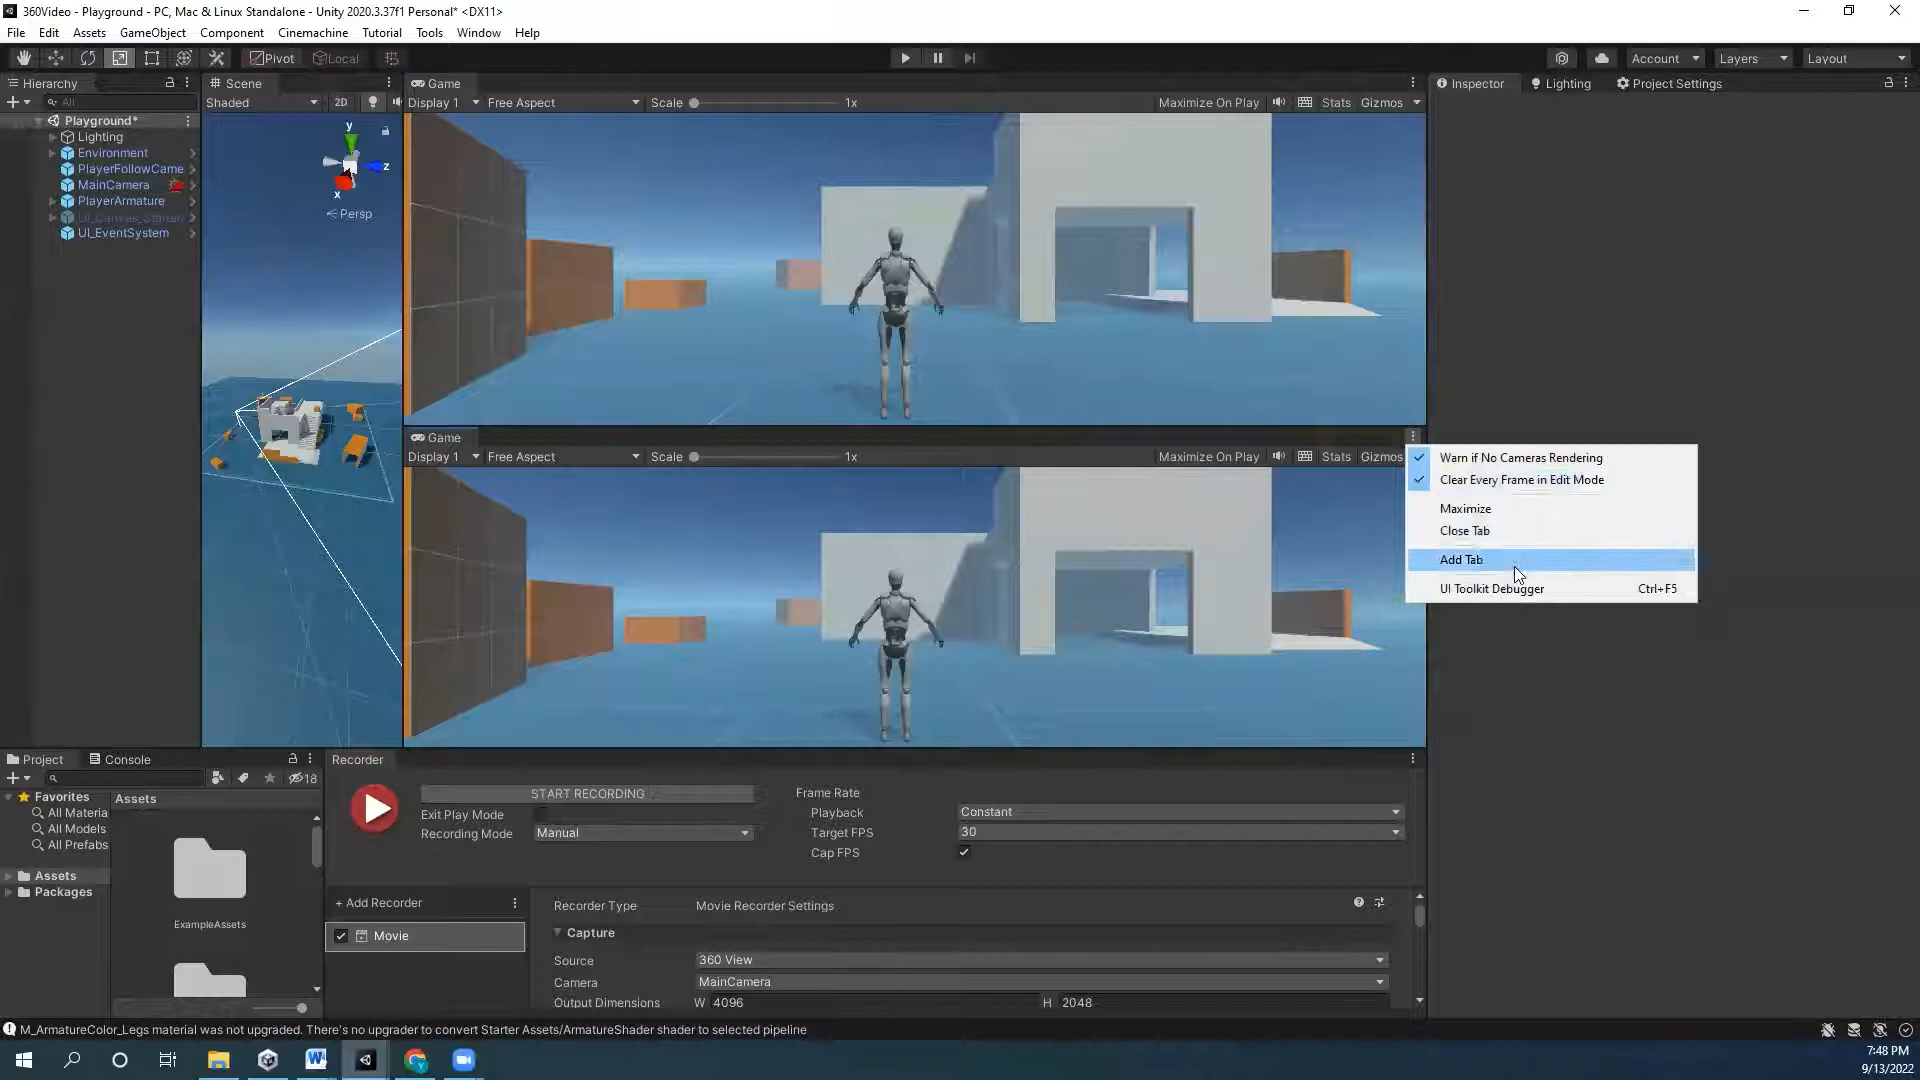 360Video - Playground - PC, Mac & Linux Standalone - Unity 2020.3.37f1 Personal* <DX11>
File Edit Assets GameObject Component Cinemachine Tutorial Tools Window Help
Pivot Local Account Layers Layout
Hierarchy Scene Game Inspector Lighting Project Settings
All Shaded 2D Display 1 Free Aspect Scale 1x Maximize On Play Stats Gizmos
Playground*
Lighting
Environment
PlayerFollowCame
MainCamera
PlayerArmature
UI_Canvas_Starter
UI_EventSystem
y
z
x
Persp
Game
Display 1 Free Aspect Scale 1x Maximize On Play Stats Gizmos
Warn if No Cameras Rendering
Clear Every Frame in Edit Mode
Maximize
Close Tab
Add Tab
UI Toolkit Debugger Ctrl+F5
Project Console
18
Favorites
All Materia
All Models
All Prefabs
Assets
Packages
Assets
ExampleAssets
Recorder
START RECORDING
Exit Play Mode
Recording Mode Manual
Frame Rate
Playback Constant
Target FPS 30
Cap FPS
+ Add Recorder
Movie
Recorder Type Movie Recorder Settings
Capture
Source 360 View
Camera MainCamera
Output Dimensions W 4096 H 2048
M_ArmatureColor_Legs material was not upgraded. There's no upgrader to convert Starter Assets/ArmatureShader shader to selected pipeline
7:48 PM
9/13/2022